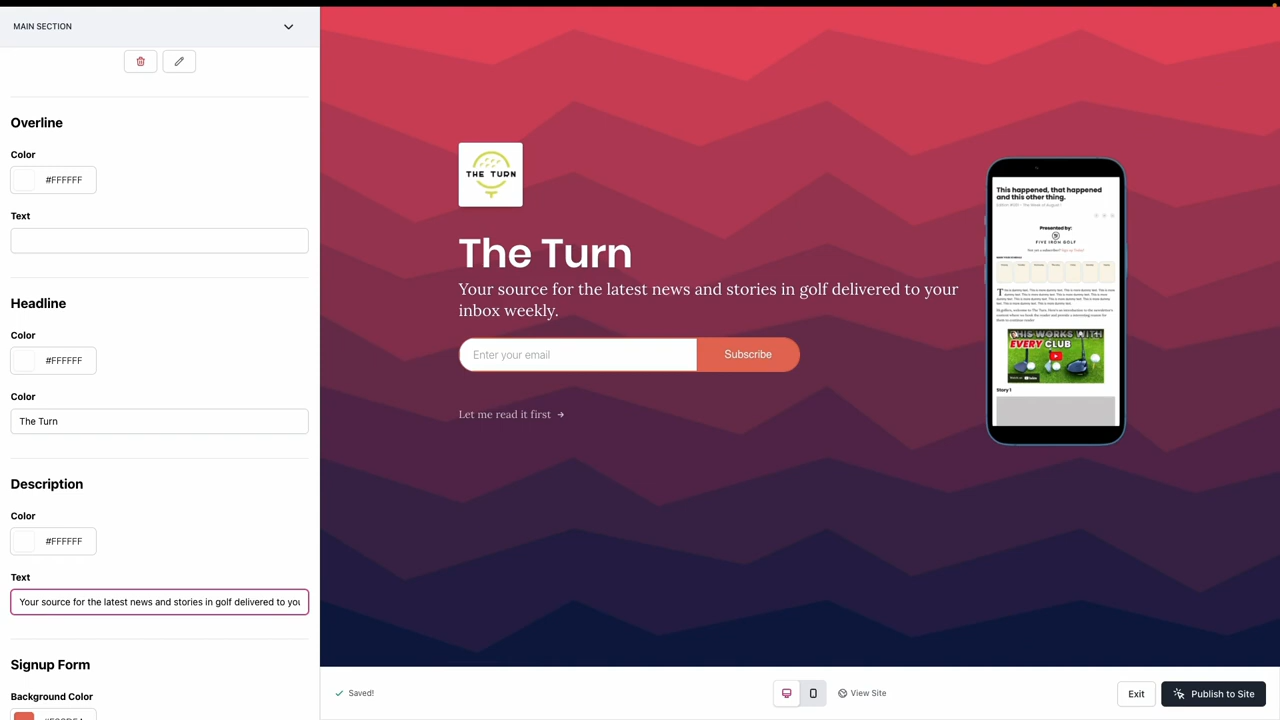 MAIN SECTION
Overline
Color
#FFFFFF
Text
Headline
Color
#FFFFFF
Color
The Turn
Description
Color
#FFFFFF
Text
Your source for the latest news and stories in golf delivered to you
Signup Form
Background Color
THE TURN
The Turn
Your source for the latest news and stories in golf delivered to your
inbox weekly.
Enter your email
Subscribe
Let me read it first →
This happened, that happened
and this other thing.
Presented by:
FIVE IRON GOLF
THIS WORKS WITH
EVERY CLUB
Story 1
Saved!
View Site
Exit
Publish to Site